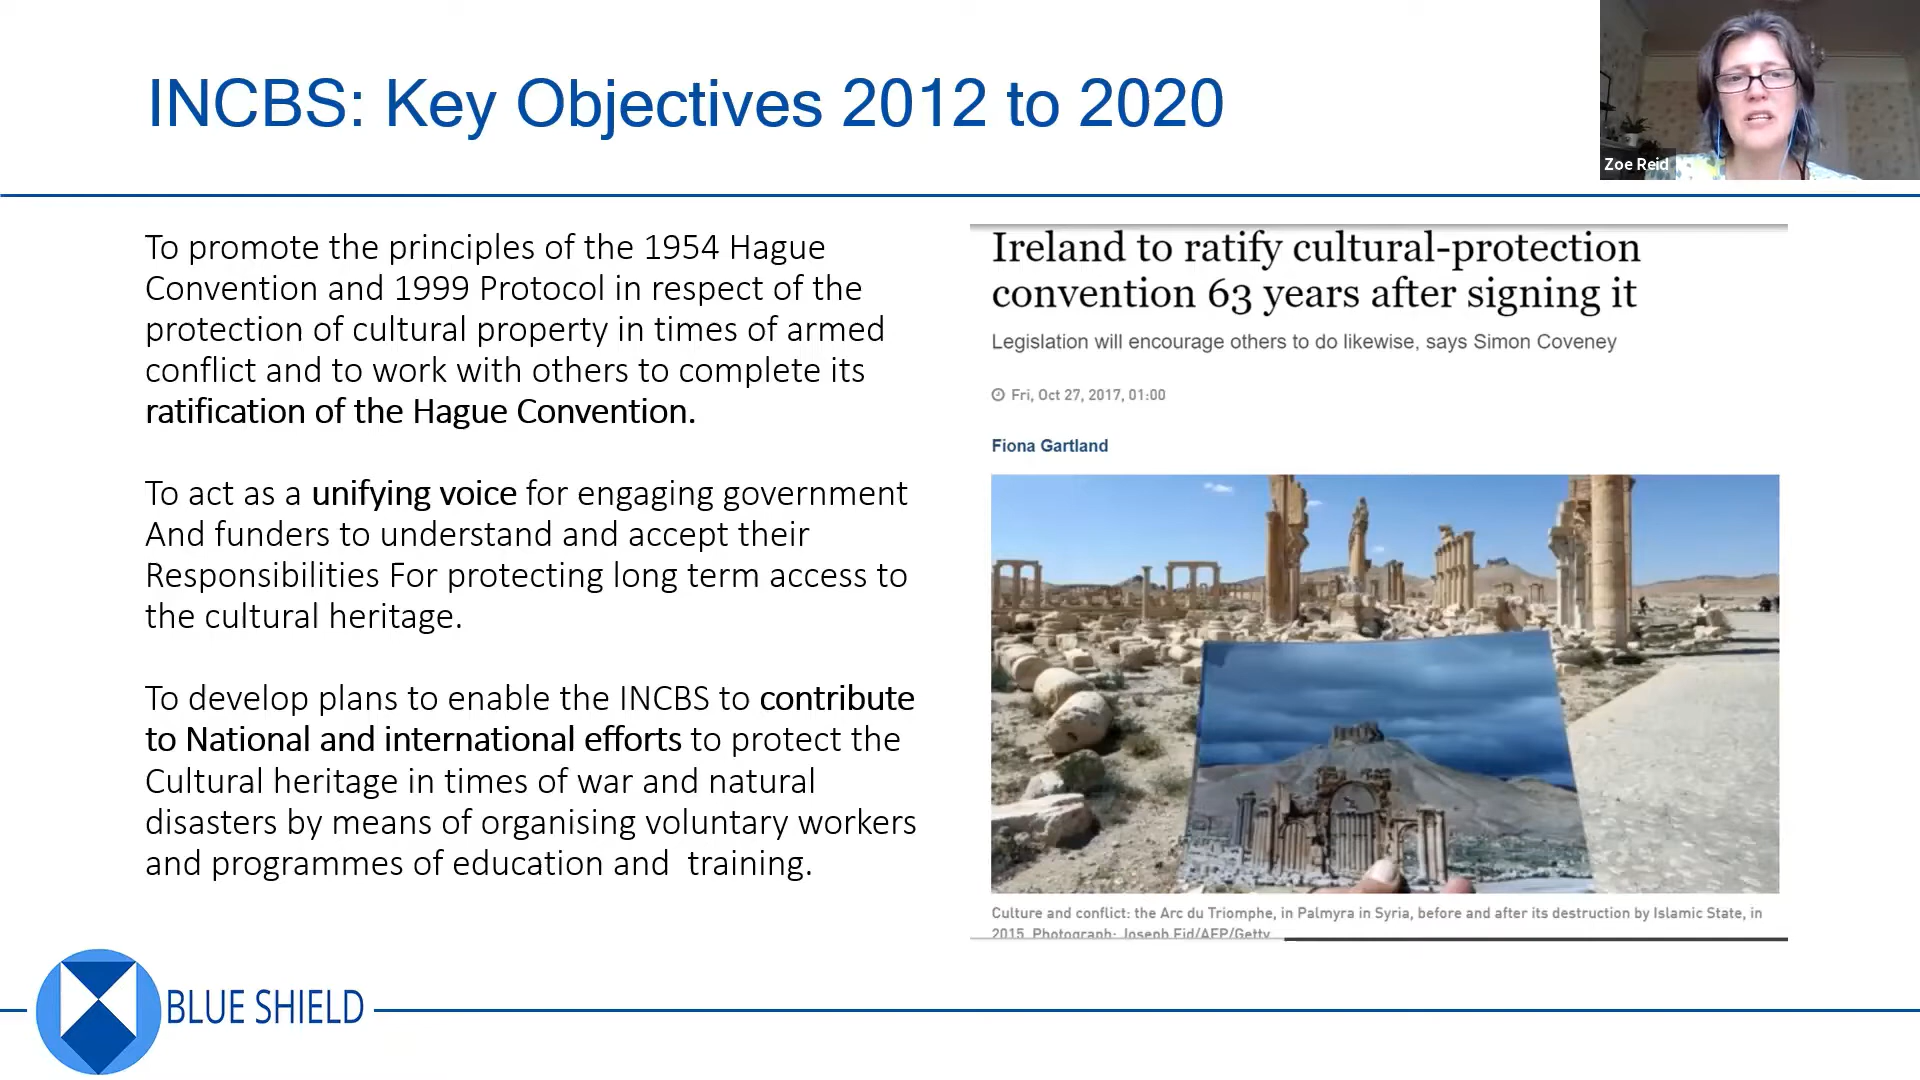 INCBS: Key Objectives 2012 to 2020
Zoe Reid
To promote the principles of the 1954 Hague
Convention and 1999 Protocol in respect of the
protection of cultural property in times of armed
conflict and to work with others to complete its
ratification of the Hague Convention.
To act as a unifying voice for engaging government
And funders to understand and accept their
Responsibilities For protecting long term access to
the cultural heritage.
To develop plans to enable the INCBS to contribute
to National and international efforts to protect the
Cultural heritage in times of war and natural
disasters by means of organising voluntary workers
and programmes of education and  training.
Ireland to ratify cultural-protection
convention 63 years after signing it
Legislation will encourage others to do likewise, says Simon Coveney
Fri, Oct 27, 2017, 01:00
Fiona Gartland
Culture and conflict: the Arc du Triomphe, in Palmyra in Syria, before and after its destruction by Islamic State, in
2015. Photograph: Joseph Eid/AFP/Getty
BLUE SHIELD